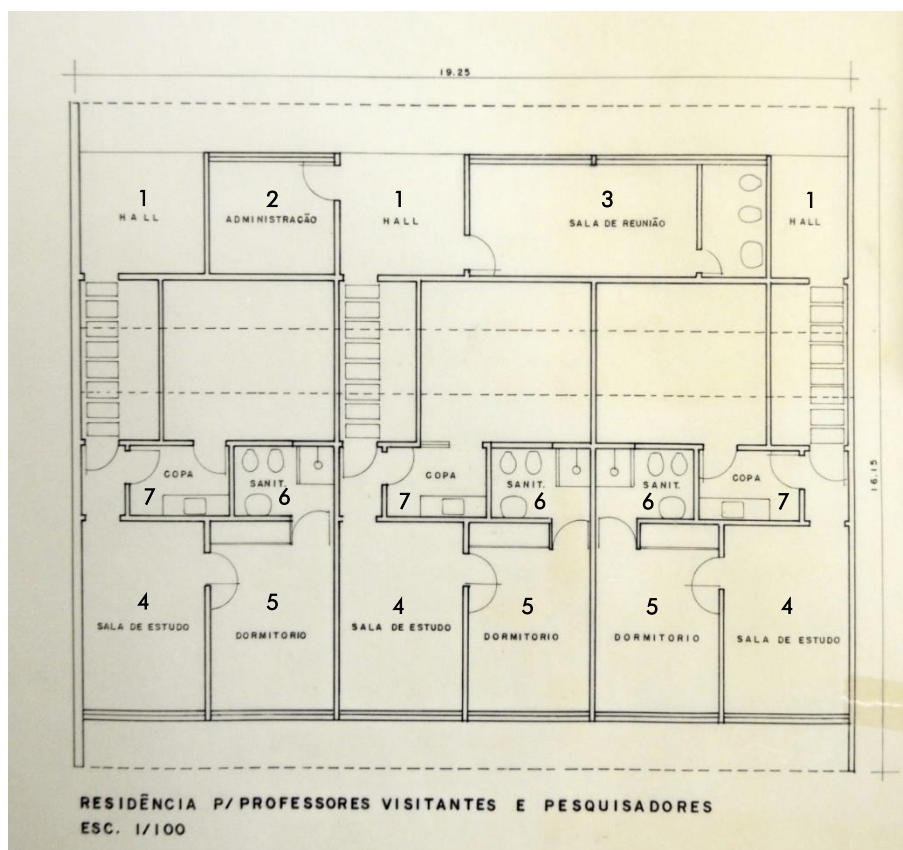 19.25
1
2
1
3
1
HALL
ADMINISTRAÇÃO
HALL
SALA DE REUNIÃO
HALL
16.15
COPA
SANIT.
COPA
SANIT.
SANIT.
COPA
7
6
7
6
6
7
4
5
4
5
5
4
SALA DE ESTUDO
DORMITORIO
SALA DE ESTUDO
DORMITORIO
DORMITORIO
SALA DE ESTUDO
RESIDÊNCIA P/ PROFESSORES VISITANTES E PESQUISADORES
ESC. 1/100